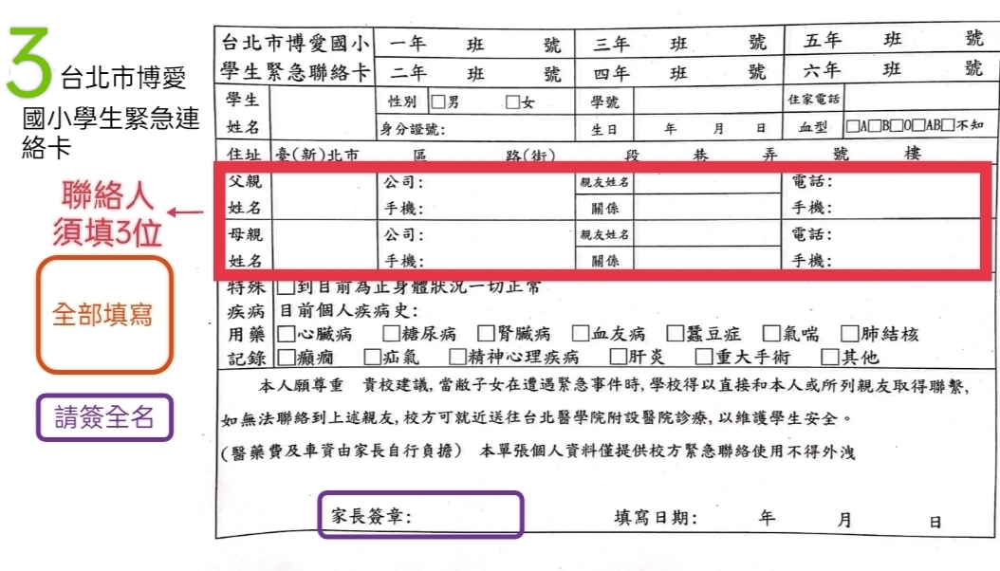 3 台北市博愛
國小學生緊急連
絡卡
聯絡人
須填3位
全部填寫
請簽全名
台北市博愛國小 一年 班 號 三年 班 號 五年 班 號
學生緊急聯絡卡 二年 班 號 四年 班 號 六年 班 號
學生 性別 □男 □女 學號 住家電話
姓名 身分證號: 生日 年 月 日 血型 □A□B□O□AB□不知
住址 臺(新)北市 區 路(街) 段 巷 弄 號 樓
父親 公司: 親友姓名 電話:
姓名 手機: 關係 手機:
母親 公司: 親友姓名 電話:
姓名 手機: 關係 手機:
特殊 □到目前為止身體狀況一切正常
疾病 目前個人疾病史:
用藥 □心臟病 □糖尿病 □腎臟病 □血友病 □蠶豆症 □氣喘 □肺結核
記錄 □癲癇 □疝氣 □精神心理疾病 □肝炎 □重大手術 □其他
本人願尊重 貴校建議,當敝子女在遭遇緊急事件時,學校得以直接和本人或所列親友取得聯繫,
如無法聯絡到上述親友,校方可就近送往台北醫學院附設醫院診療,以維護學生安全。
(醫藥費及車資由家長自行負擔) 本單張個人資料僅提供校方緊急聯絡使用不得外洩
家長簽章: 填寫日期: 年 月 日